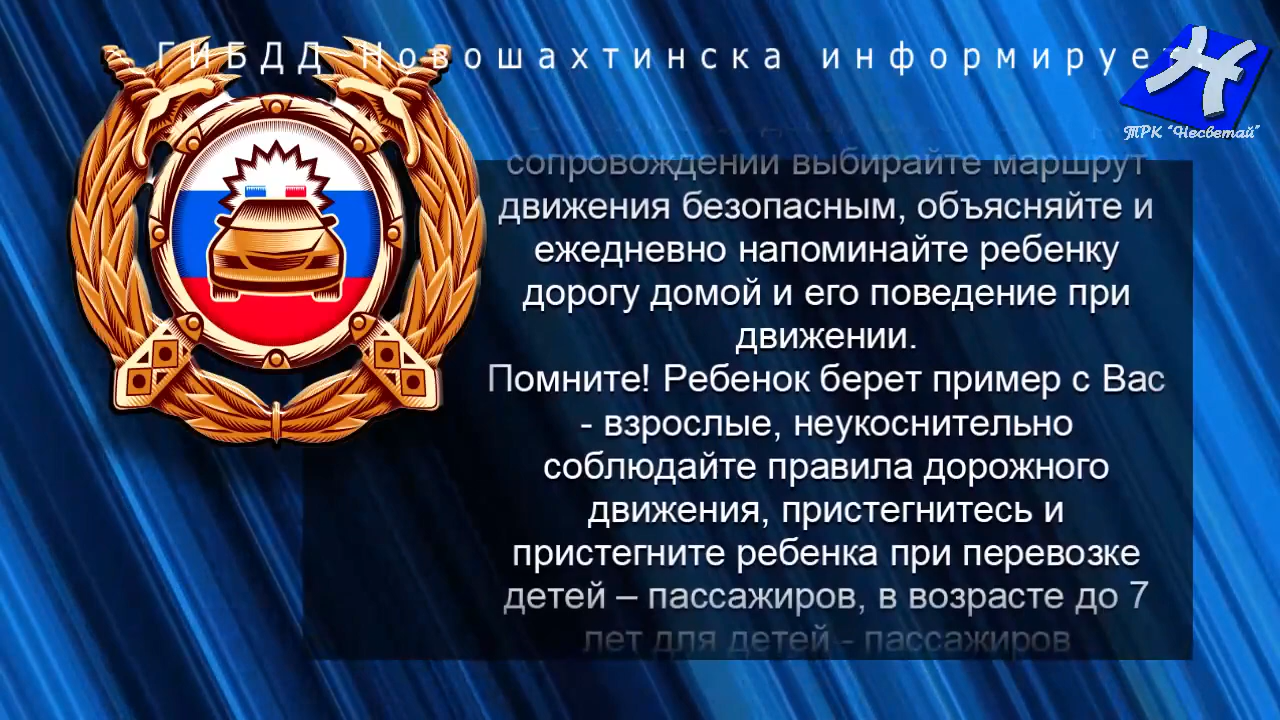 ГИБДД Новошахтинска информирует:
ТРК "Несветай"
сопровождении выбирайте маршрут
движения безопасным, объясняйте и
ежедневно напоминайте ребенку
дорогу домой и его поведение при
движении.
Помните! Ребенок берет пример с Вас
- взрослые, неукоснительно
соблюдайте правила дорожного
движения, пристегнитесь и
пристегните ребенка при перевозке
детей – пассажиров, в возрасте до 7
лет для детей - пассажиров